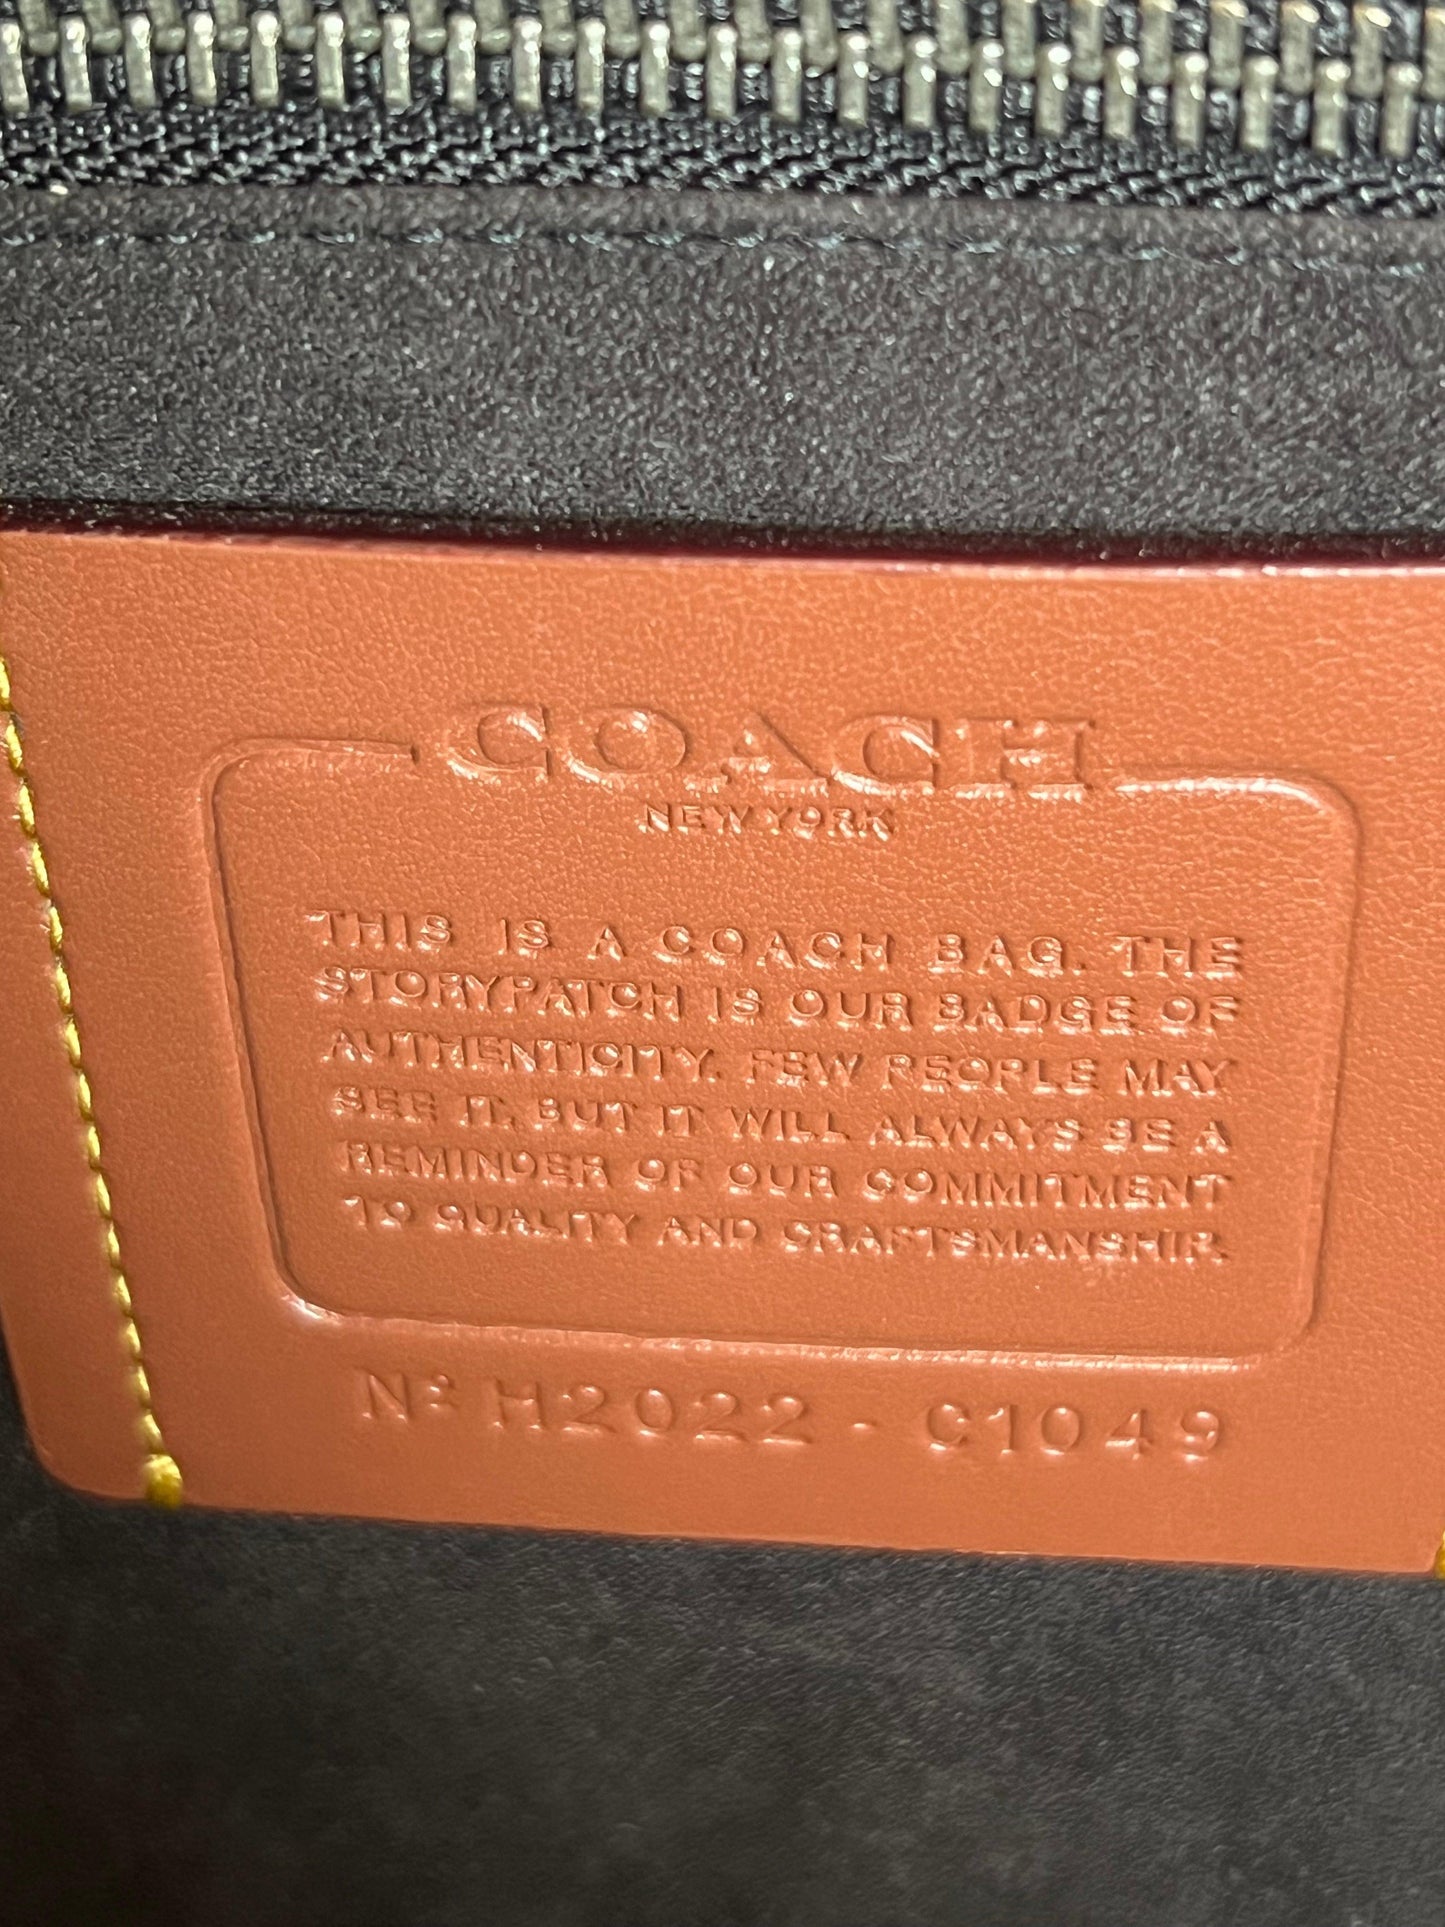 COACH
NEW YORK
THIS IS A COACH BAG. THE
STORYPATCH IS OUR BADGE OF
AUTHENTICITY. FEW PEOPLE MAY
SEE IT. BUT IT WILL ALWAYS BE A
REMINDER OF OUR COMMITMENT
TO QUALITY AND CRAFTSMANSHIP.
Nº H2022 - C1049